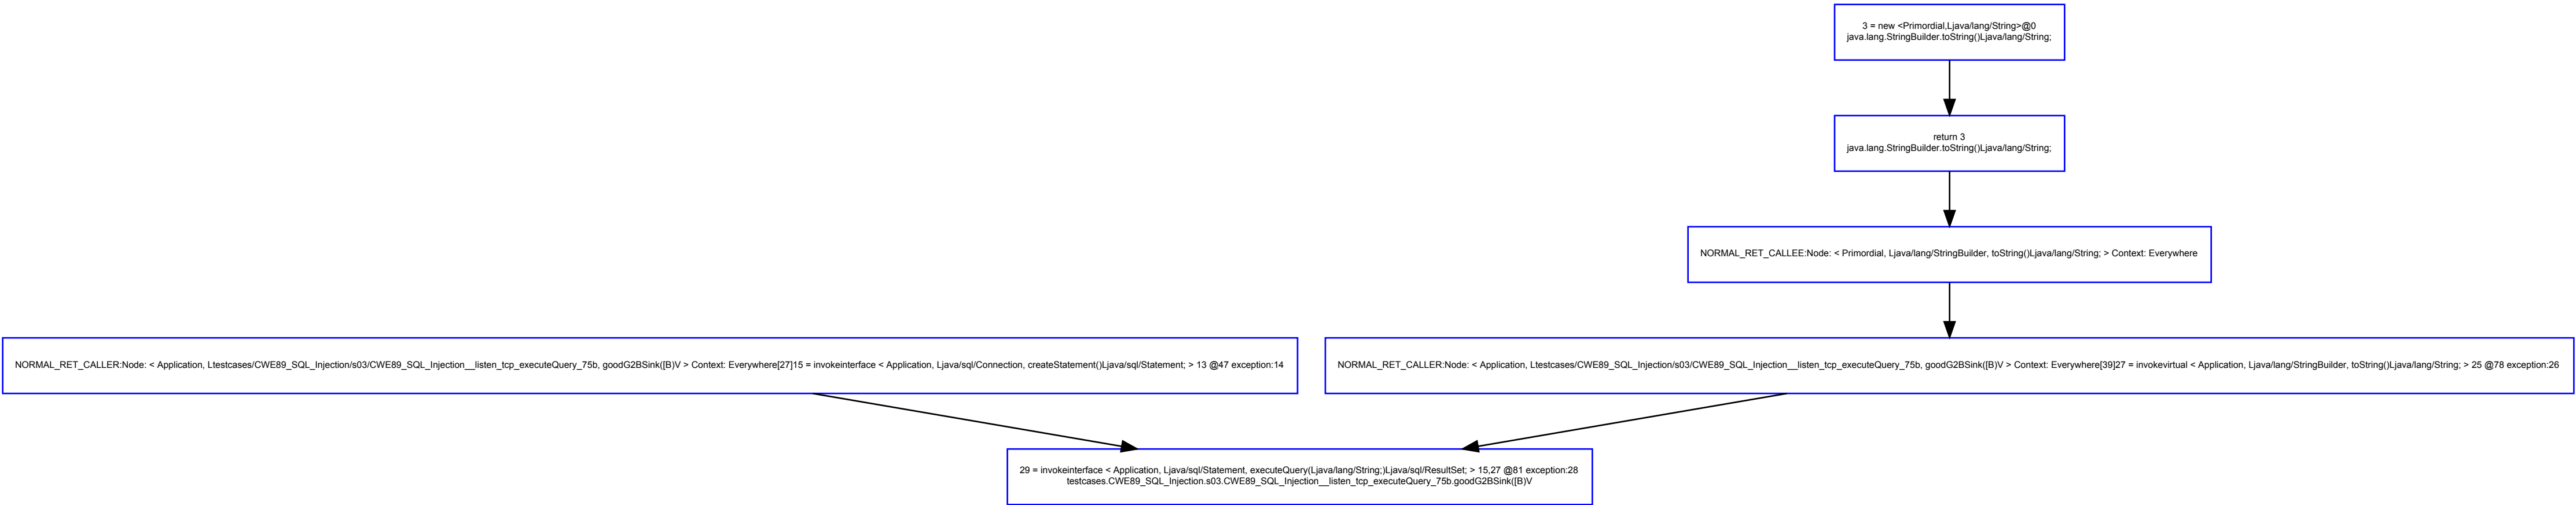 3 = new <Primordial,Ljava/lang/String>@0
java.lang.StringBuilder.toString()Ljava/lang/String;
return 3
java.lang.StringBuilder.toString()Ljava/lang/String;
NORMAL_RET_CALLEE:Node: < Primordial, Ljava/lang/StringBuilder, toString()Ljava/lang/String; > Context: Everywhere
NORMAL_RET_CALLER:Node: < Application, Ltestcases/CWE89_SQL_Injection/s03/CWE89_SQL_Injection__listen_tcp_executeQuery_75b, goodG2BSink([B)V > Context: Everywhere[27]15 = invokeinterface < Application, Ljava/sql/Connection, createStatement()Ljava/sql/Statement; > 13 @47 exception:14
NORMAL_RET_CALLER:Node: < Application, Ltestcases/CWE89_SQL_Injection/s03/CWE89_SQL_Injection__listen_tcp_executeQuery_75b, goodG2BSink([B)V > Context: Everywhere[39]27 = invokevirtual < Application, Ljava/lang/StringBuilder, toString()Ljava/lang/String; > 25 @78 exception:26
29 = invokeinterface < Application, Ljava/sql/Statement, executeQuery(Ljava/lang/String;)Ljava/sql/ResultSet; > 15,27 @81 exception:28
testcases.CWE89_SQL_Injection.s03.CWE89_SQL_Injection__listen_tcp_executeQuery_75b.goodG2BSink([B)V